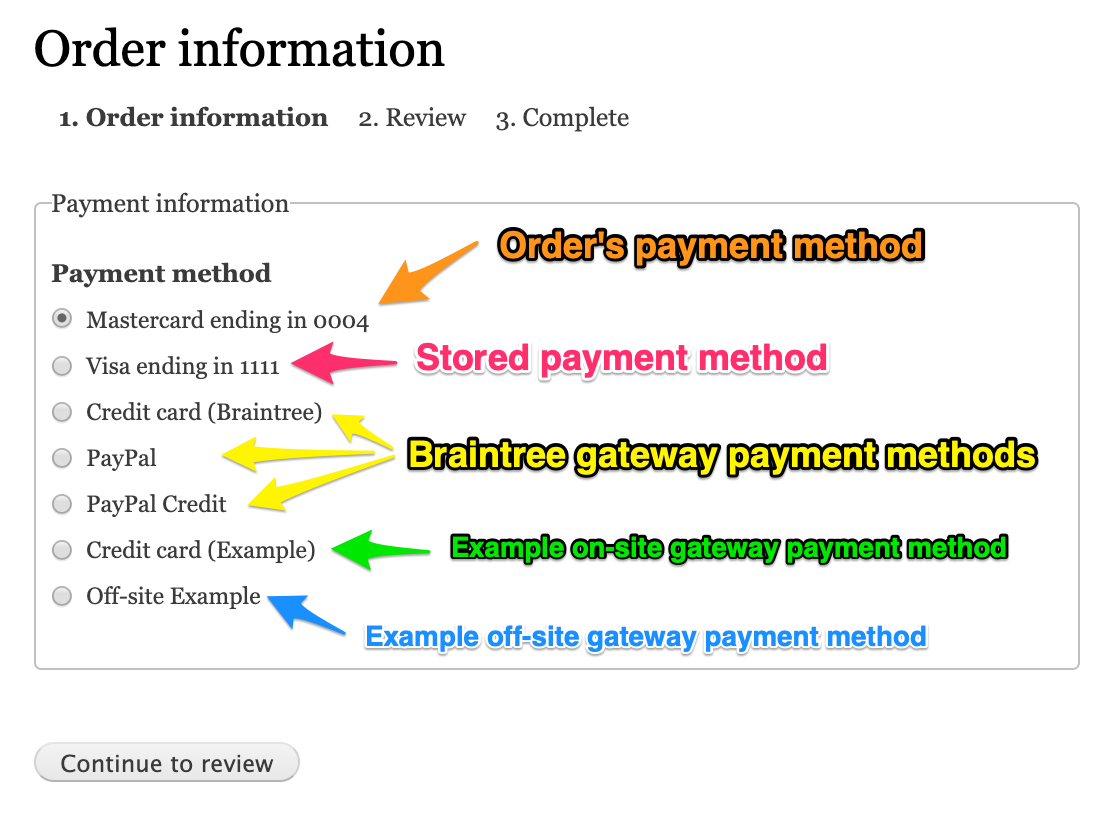 Order information
1. Order information 2. Review 3. Complete
Payment information
Order's payment method
Payment method
Mastercard ending in 0004
Visa ending in 1111
Stored payment method
Credit card (Braintree)
PayPal
Braintree gateway payment methods
PayPal Credit
Credit card (Example)
Example on-site gateway payment method
Off-site Example
Example off-site gateway payment method
Continue to review